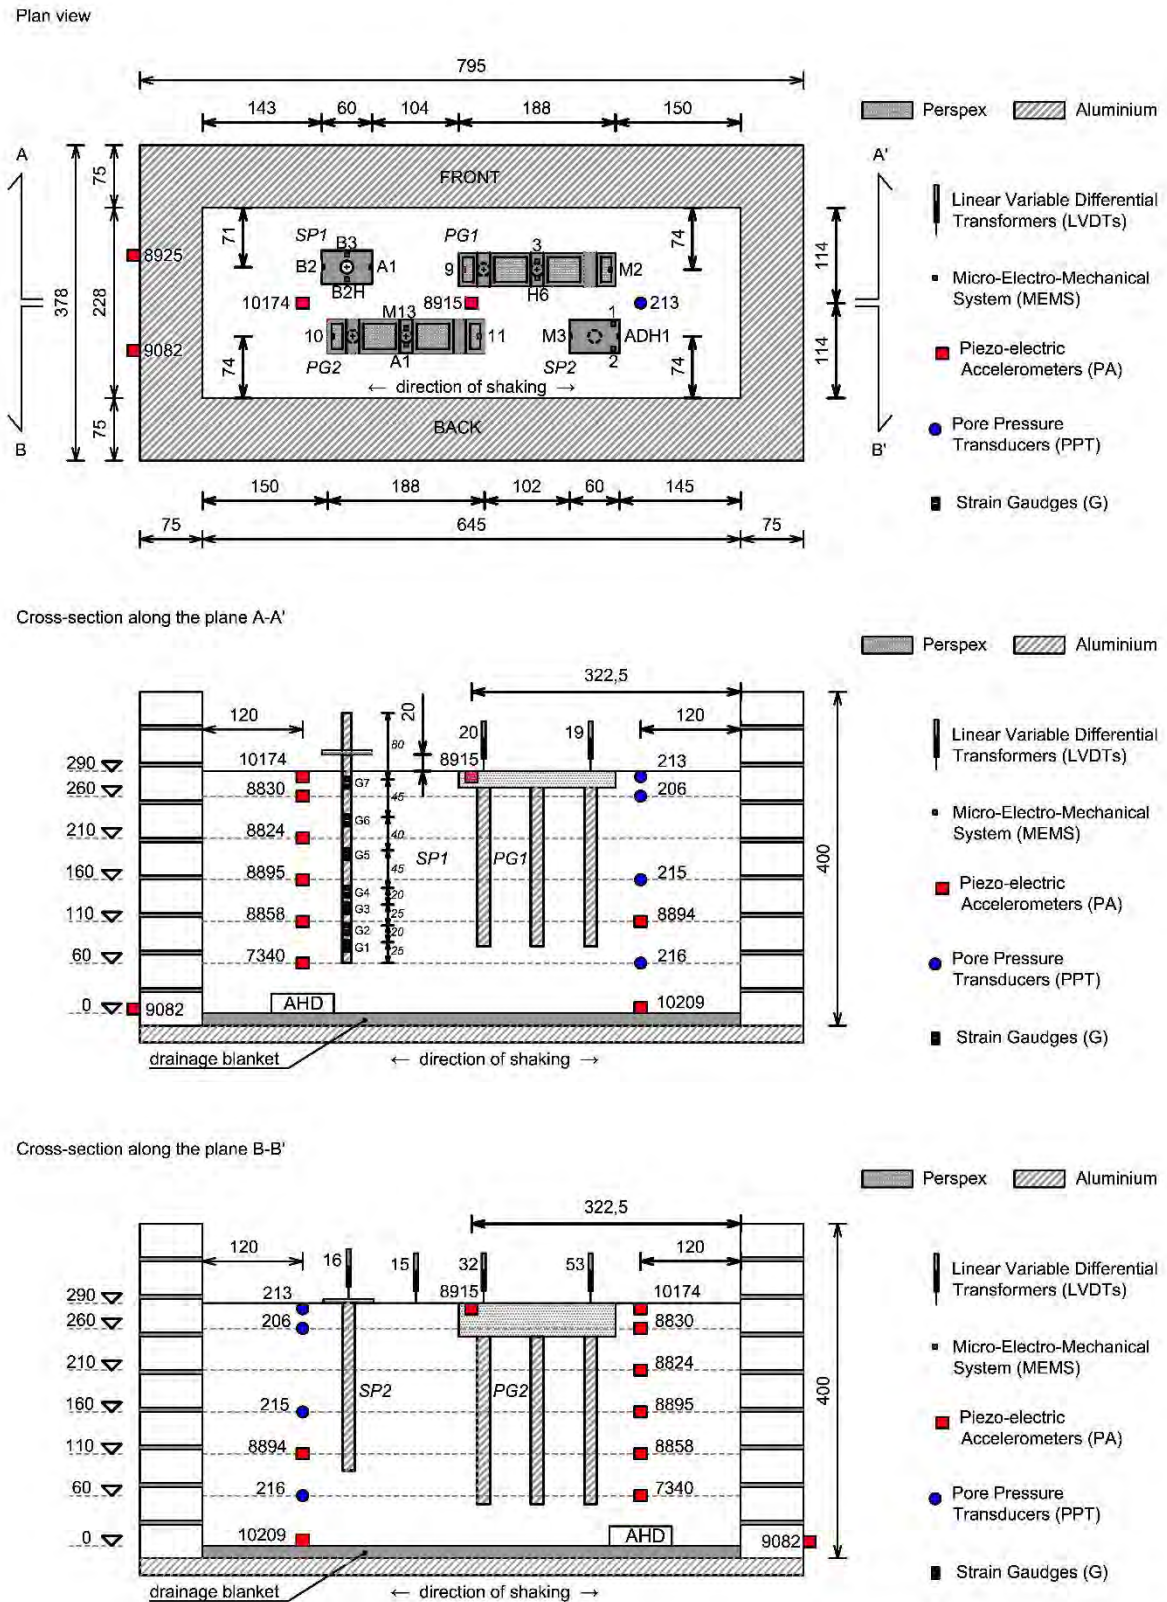 Plan view
795
143 60 104 188 150
Perspex Aluminium
A A'
75 FRONT
Linear Variable Differential
Transformers (LVDTs)
71 SP1 B3 PG1 3 74 114
8925 B2 A1 9 M2
B2H H6
Micro-Electro-Mechanical
System (MEMS)
378 228 10174 M13 8915 213
10 11 M3 1 ADH1
Piezo-electric
Accelerometers (PA)
9082 74 PG2 A1 SP2 2 74 114
← direction of shaking →
75 BACK
B B'
Pore Pressure
Transducers (PPT)
150 188 102 60 145
Strain Gaudges (G)
75 645 75
Cross-section along the plane A-A'
Perspex Aluminium
322,5
120 20 120
80 20 19
Linear Variable Differential
Transformers (LVDTs)
290 10174 8915 213
260 8830 G7 206
45
G6
Micro-Electro-Mechanical
System (MEMS)
210 8824 40
G5 SP1 PG1 400
160 8895 45 215
G4 20
Piezo-electric
Accelerometers (PA)
G3 25
110 8858 8894
G2 20
G1 25
60 7340 216
Pore Pressure
Transducers (PPT)
0 9082 AHD 10209
Strain Gaudges (G)
drainage blanket ← direction of shaking →
Cross-section along the plane B-B'
Perspex Aluminium
322,5
120 16 15 32 53 120
Linear Variable Differential
Transformers (LVDTs)
290 213 8915 10174
260 206 8830
Micro-Electro-Mechanical
System (MEMS)
210 8824
SP2 PG2 400
160 215 8895
Piezo-electric
Accelerometers (PA)
110 8894 8858
60 216 7340
Pore Pressure
Transducers (PPT)
0 10209 AHD 9082
Strain Gaudges (G)
drainage blanket ← direction of shaking →